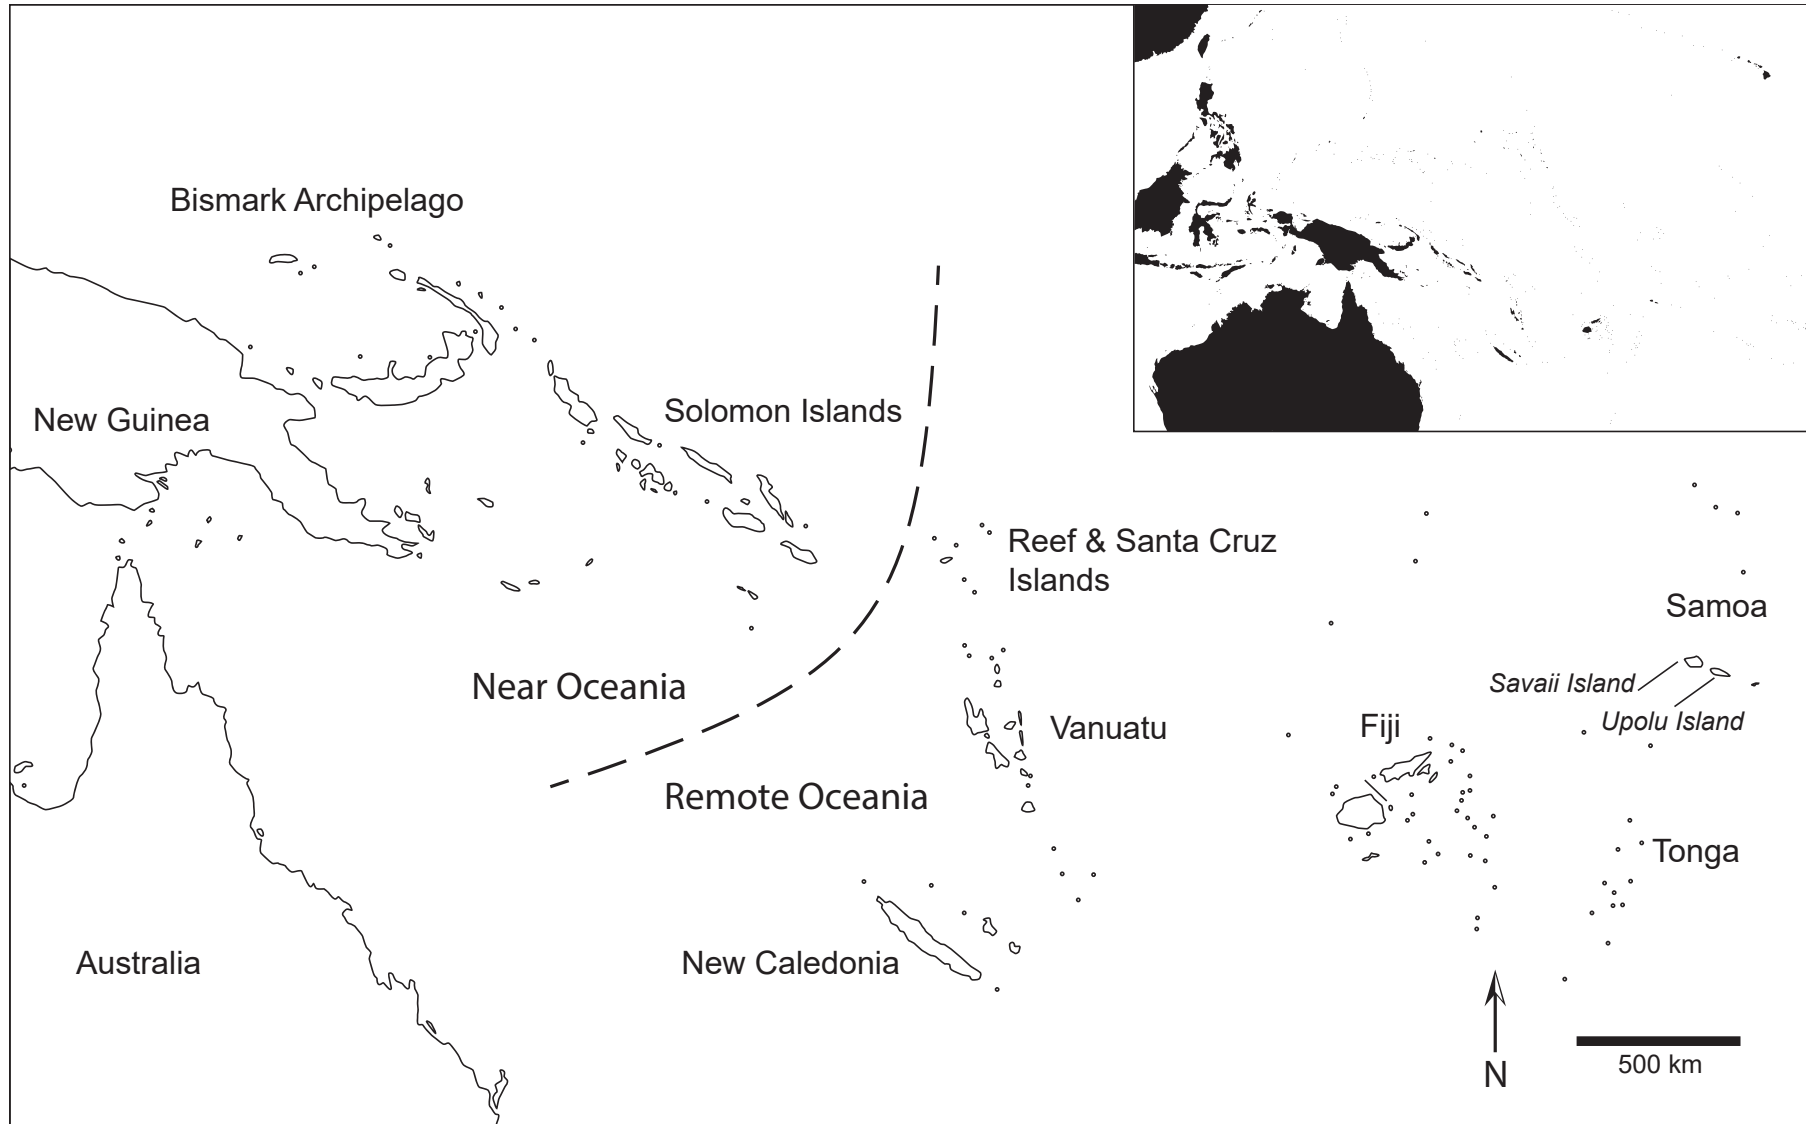 Bismark Archipelago
New Guinea
Solomon Islands
Reef & Santa Cruz
Islands
Samoa
Near Oceania
Savaii Island
Upolu Island
Vanuatu
Fiji
Remote Oceania
Tonga
Australia
New Caledonia
N
500 km